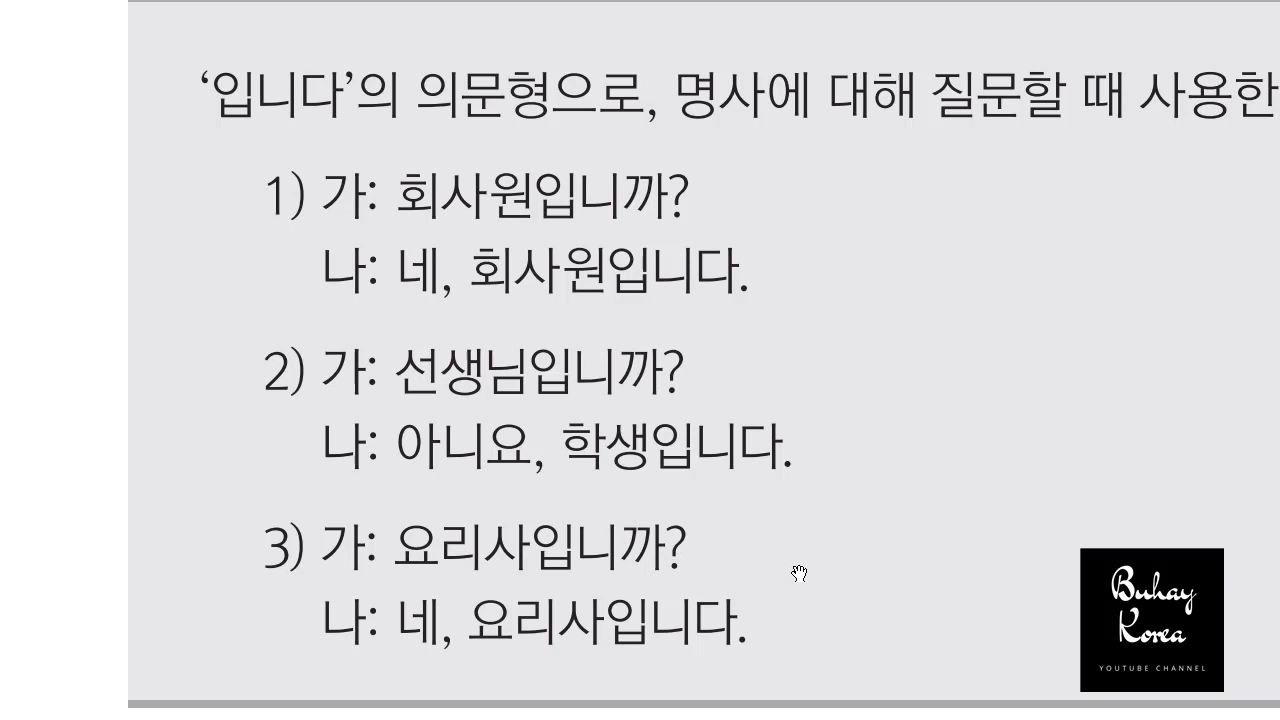 ‘입니다’의 의문형으로, 명사에 대해 질문할 때 사용한
1) 가: 회사원입니까?
나: 네, 회사원입니다.
2) 가: 선생님입니까?
나: 아니요, 학생입니다.
3) 가: 요리사입니까?
나: 네, 요리사입니다.
Buhay
Korea
YOUTUBE CHANNEL